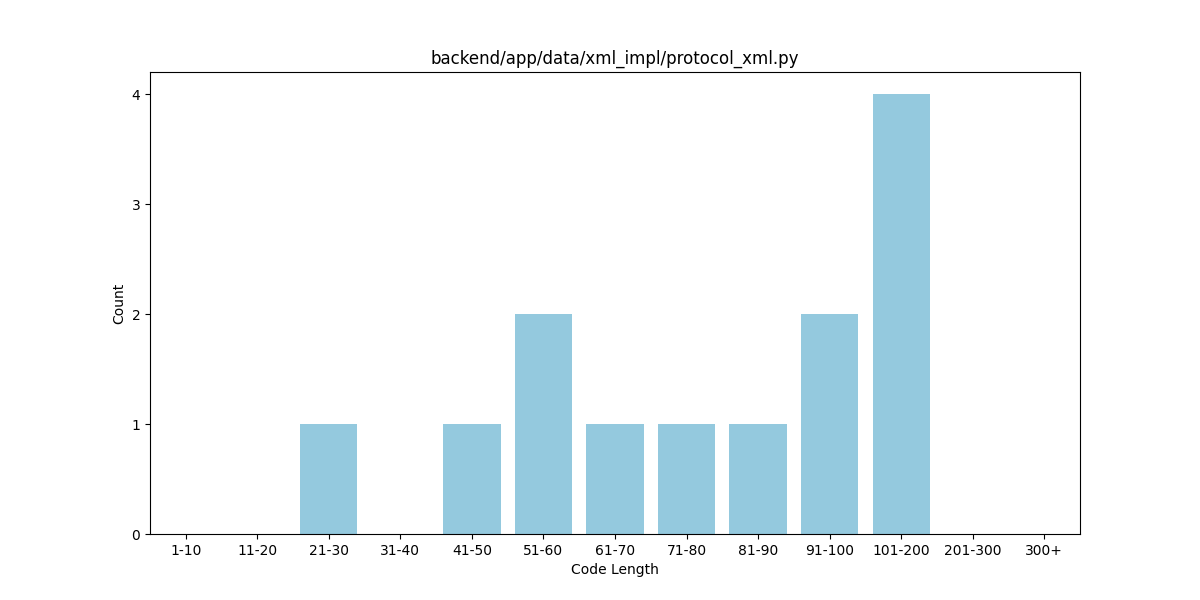 backend/app/data/xml_impl/protocol_xml.py
4
3
2
1
0
Count
1-10 11-20 21-30 31-40 41-50 51-60 61-70 71-80 81-90 91-100 101-200 201-300 300+
Code Length